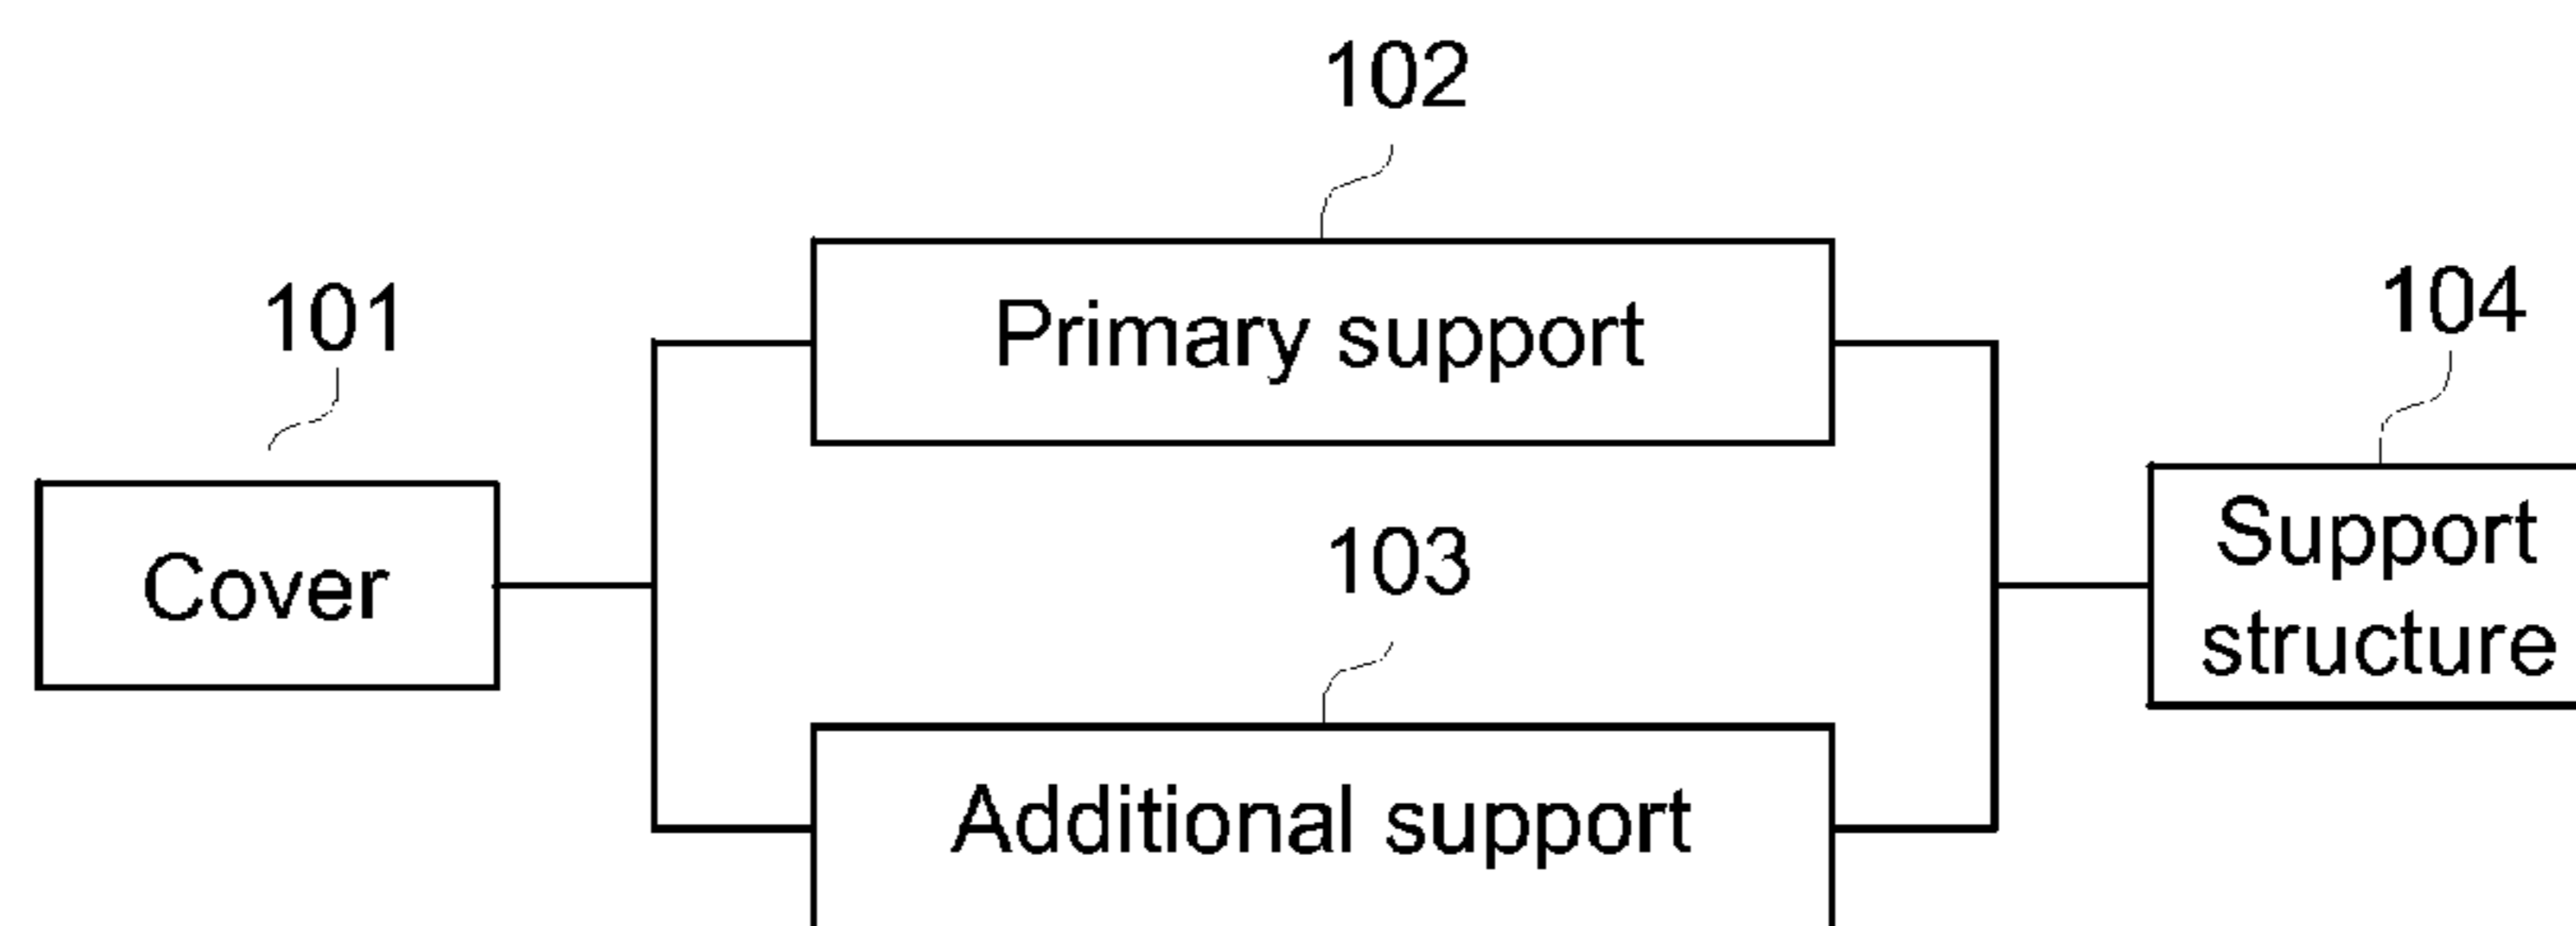 102
Primary support
101
Cover
104
Support
structure
103
Additional support